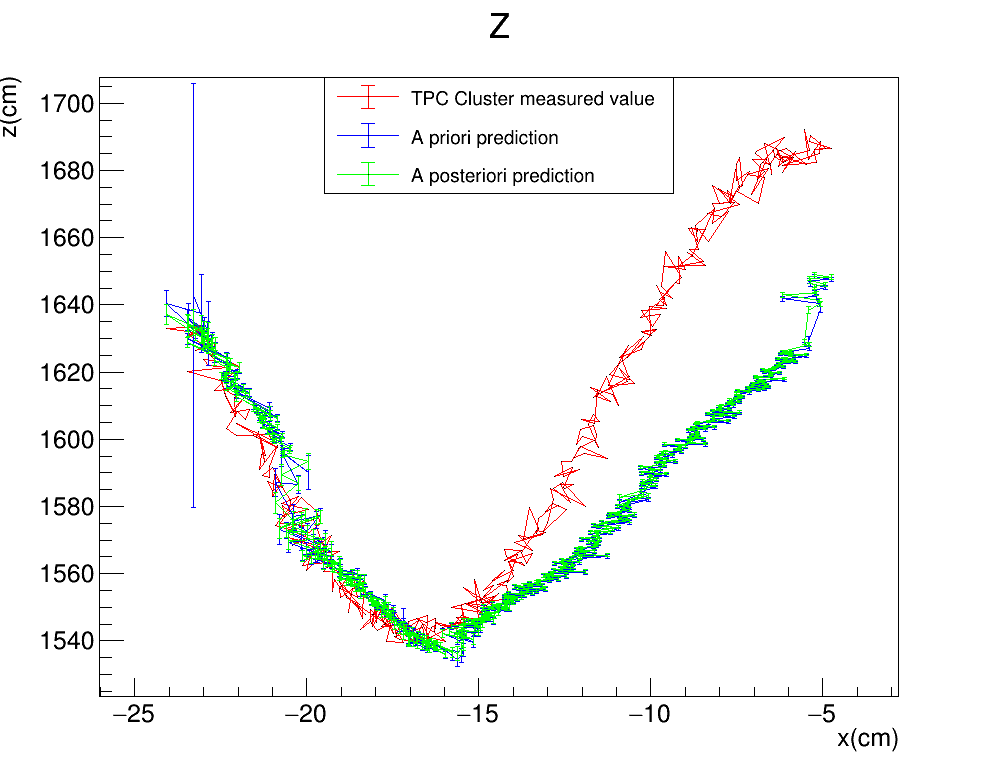 Z
z(cm)
1700
1680
1660
1640
1620
1600
1580
1560
1540
TPC Cluster measured value
A priori prediction
A posteriori prediction
−25 −20 −15 −10 −5
x(cm)